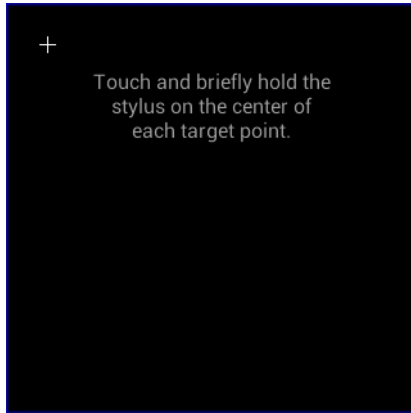 Touch and briefly hold the
stylus on the center of
each target point.